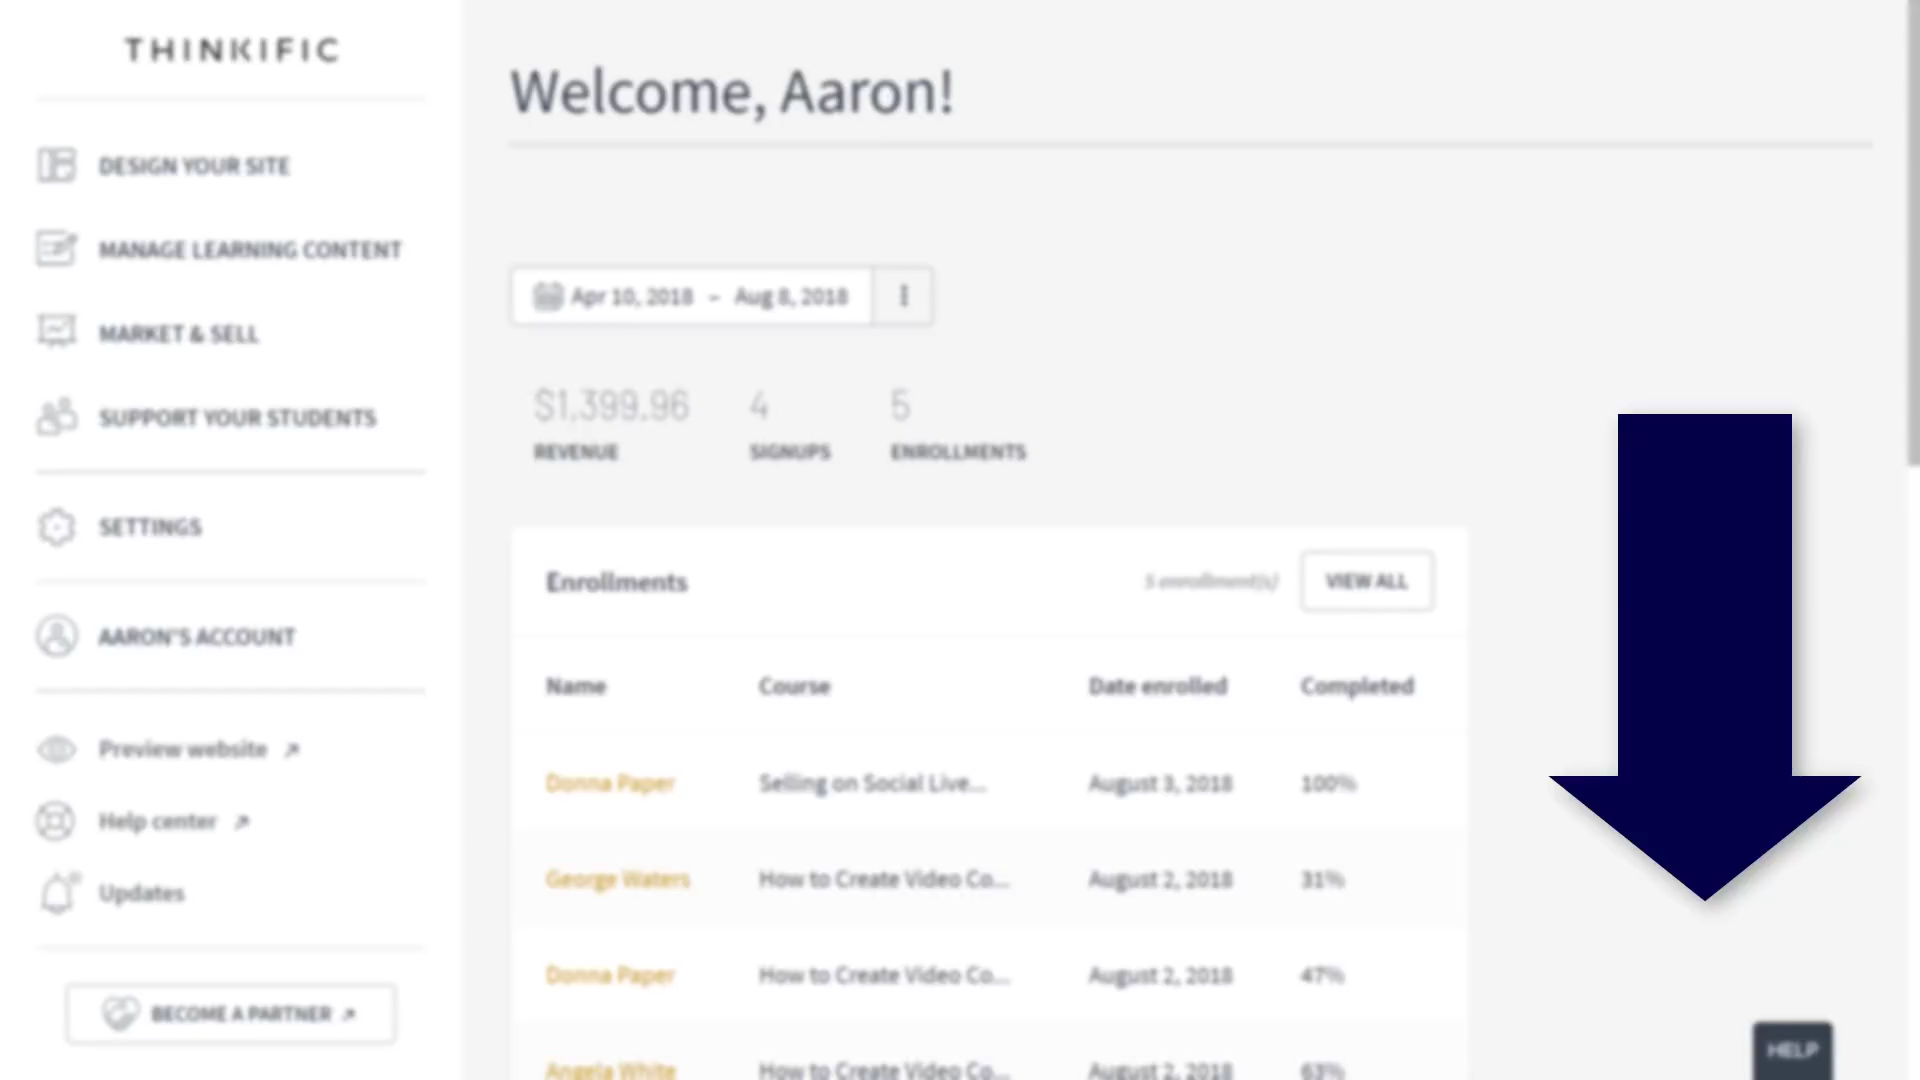 THINKIFIC
DESIGN YOUR SITE
MANAGE LEARNING CONTENT
MARKET & SELL
SUPPORT YOUR STUDENTS
SETTINGS
AARON'S ACCOUNT
Preview website
Help center
Updates
BECOME A PARTNER
Welcome, Aaron!
Apr 10, 2018 - Aug 8, 2018
$1,399.96 4 5
REVENUE SIGNUPS ENROLLMENTS
Enrollments 5 enrollment(s) VIEW ALL
Name Course Date enrolled Completed
Donna Paper Selling on Social Live... August 3, 2018 100%
George Waters How to Create Video Co... August 2, 2018 31%
Donna Paper How to Create Video Co... August 2, 2018 47%
Angela White How to Create Video Co... August 2, 2018 63%
HELP